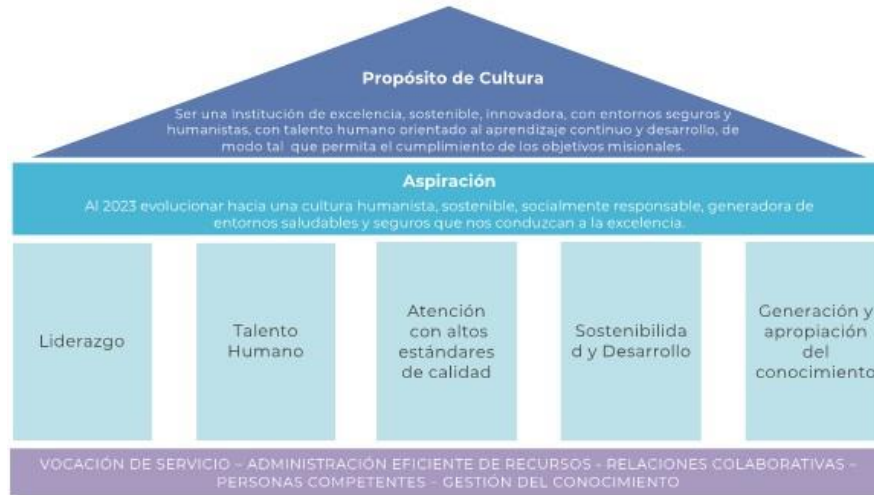 Propósito de Cultura
Ser una institución de excelencia, sostenible, innovadora, con entornos seguros y
humanistas, con talento humano orientado al aprendizaje continuo y desarrollo, de
modo tal que permita el cumplimiento de los objetivos misionales.
Aspiración
Al 2023 evolucionar hacia una cultura humanista, sostenible, socialmente responsable, generadora de
entornos saludables y seguros que nos conduzcan a la excelencia.
Liderazgo
Talento
Humano
Atención
con altos
estándares
de calidad
Sostenibilida
d y Desarrollo
Generación y
apropiación
del
conocimiento
VOCACIÓN DE SERVICIO – ADMINISTRACIÓN EFICIENTE DE RECURSOS - RELACIONES COLABORATIVAS –
PERSONAS COMPETENTES – GESTIÓN DEL CONOCIMIENTO